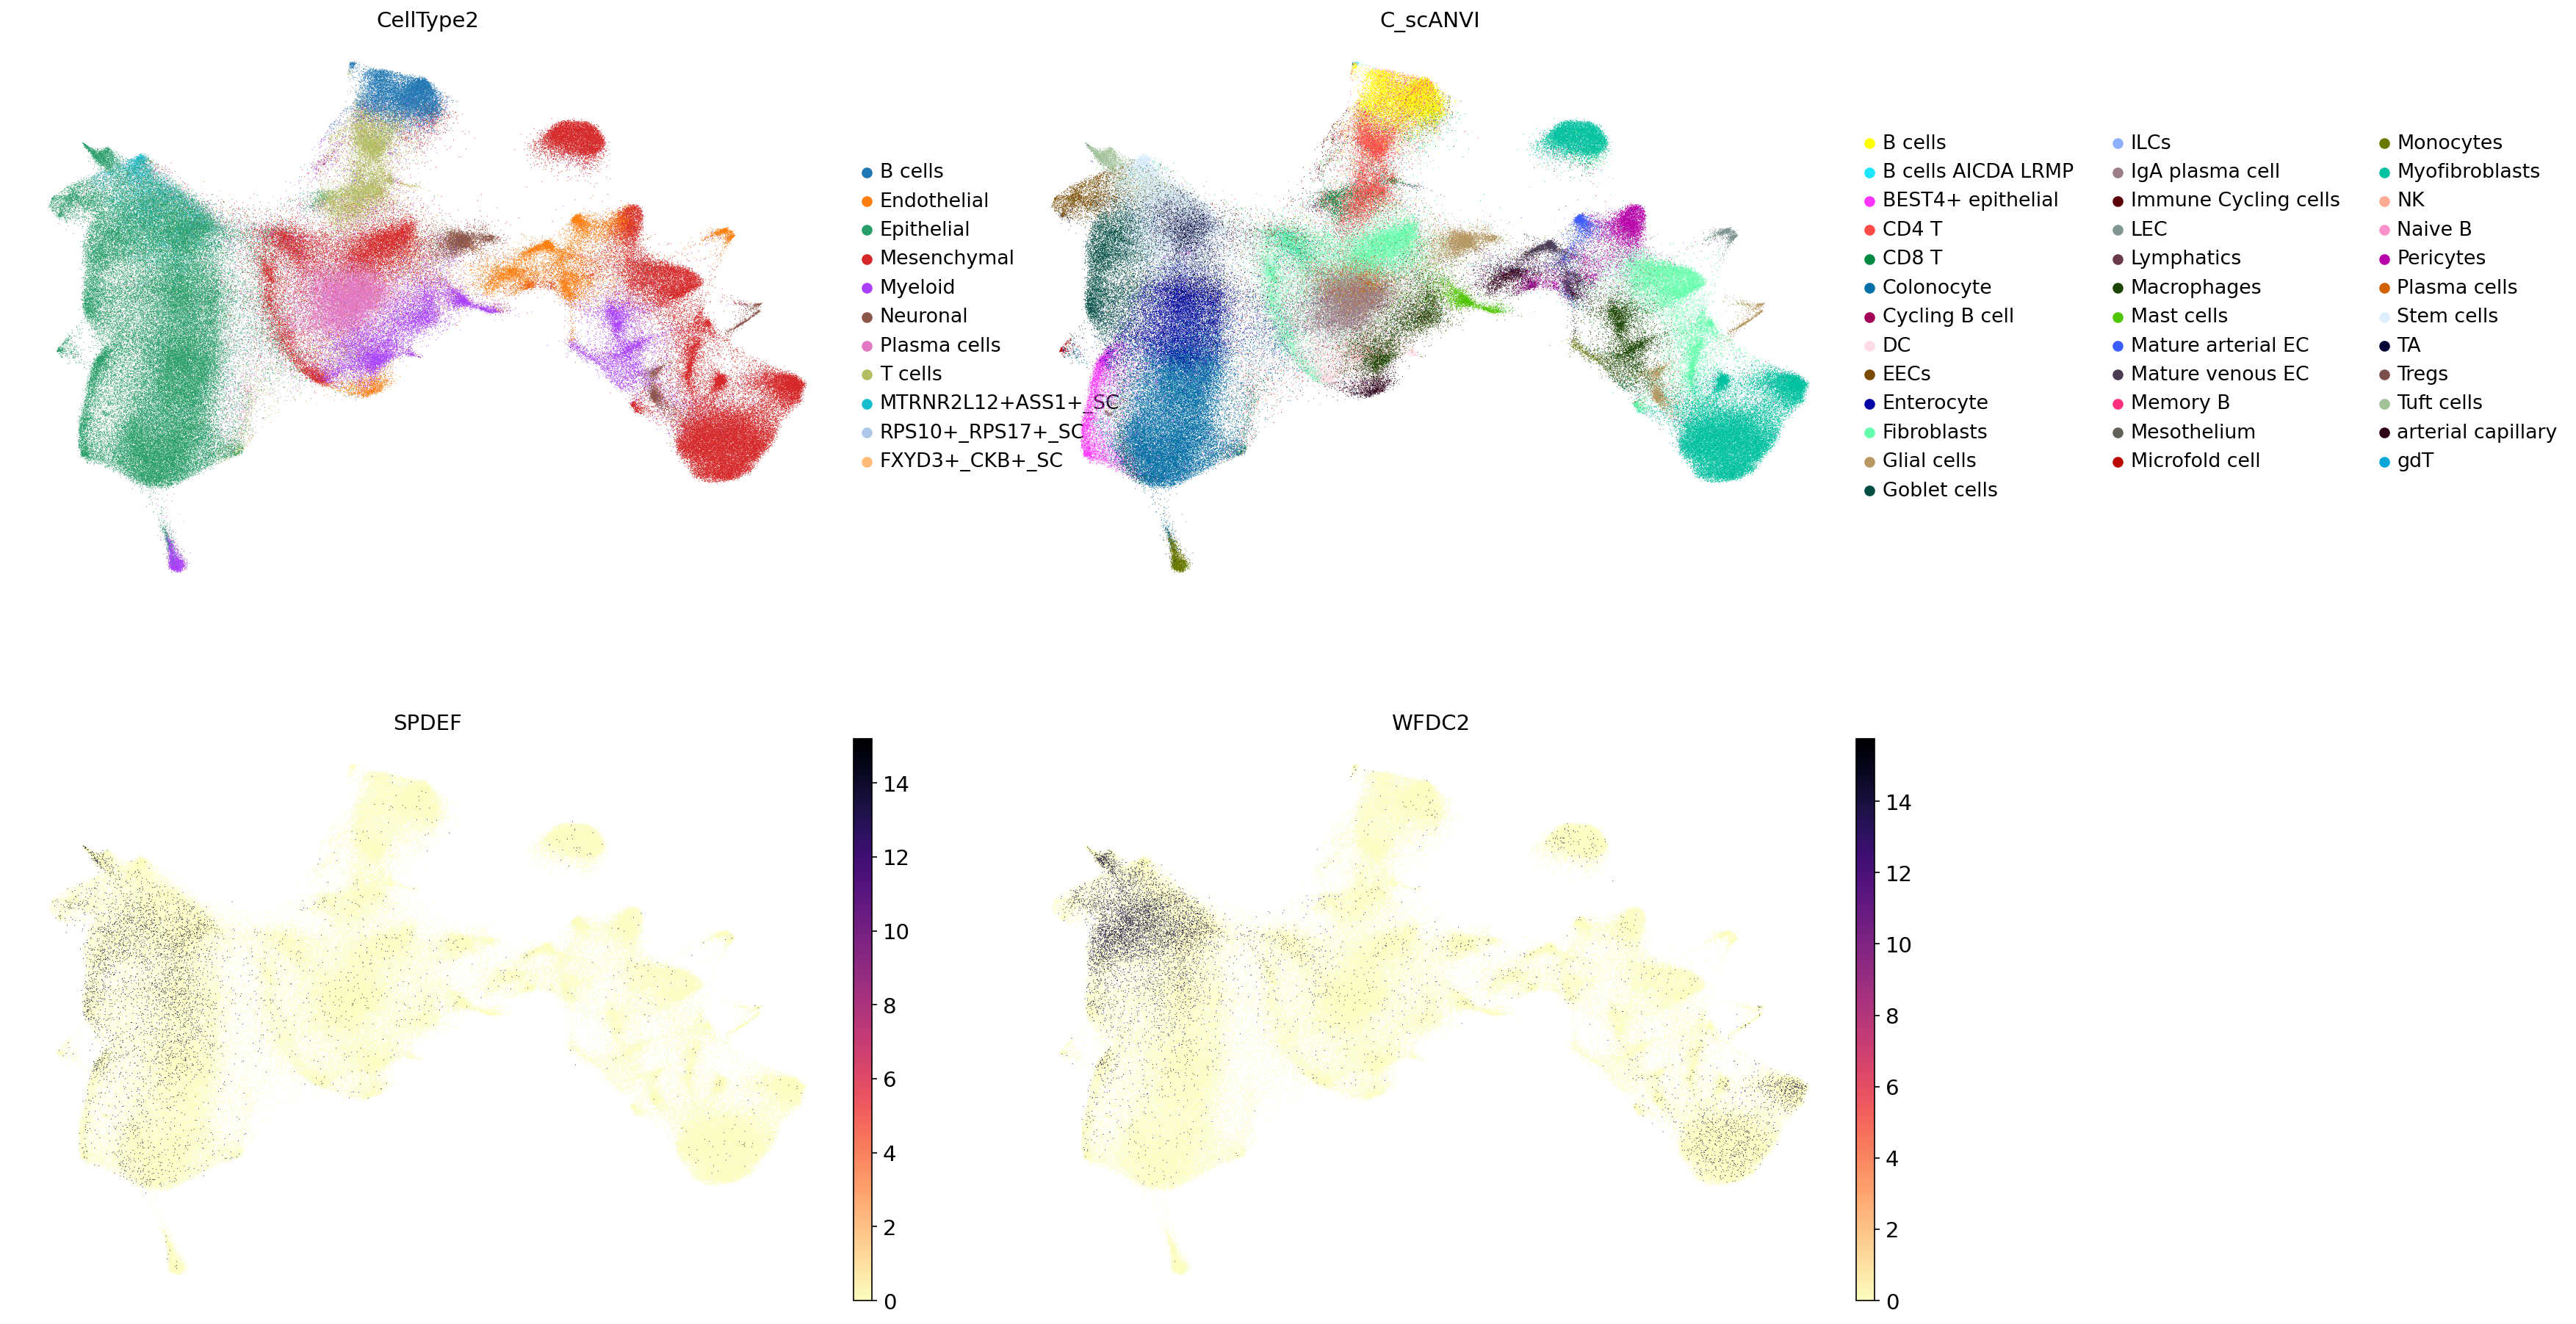 CellType2
B cells
Endothelial
Epithelial
Mesenchymal
Myeloid
Neuronal
Plasma cells
T cells
MTRNR2L12+ASS1+_SC
RPS10+_RPS17+_SC
FXYD3+_CKB+_SC
C_scANVI
B cells
B cells AICDA LRMP
BEST4+ epithelial
CD4 T
CD8 T
Colonocyte
Cycling B cell
DC
EECs
Enterocyte
Fibroblasts
Glial cells
Goblet cells
ILCs
IgA plasma cell
Immune Cycling cells
LEC
Lymphatics
Macrophages
Mast cells
Mature arterial EC
Mature venous EC
Memory B
Mesothelium
Microfold cell
Monocytes
Myofibroblasts
NK
Naive B
Pericytes
Plasma cells
Stem cells
TA
Tregs
Tuft cells
arterial capillary
gdT
SPDEF
14
12
10
8
6
4
2
0
WFDC2
14
12
10
8
6
4
2
0